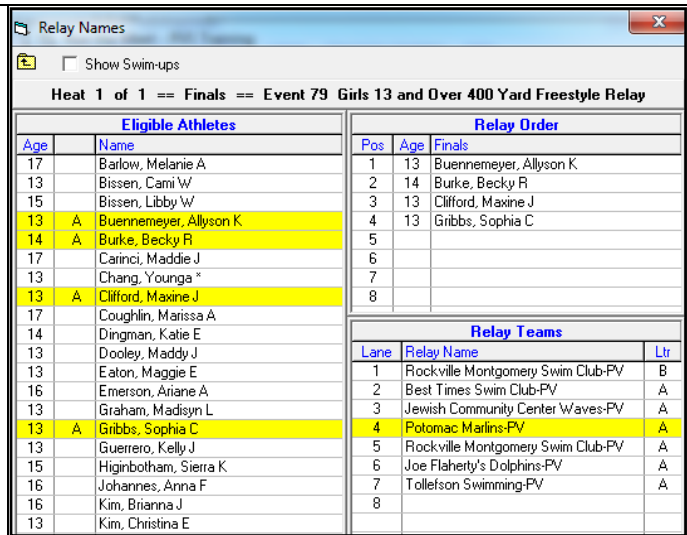 Relay Names
Show Swim-ups
Heat 1 of 1 == Finals == Event 79 Girls 13 and Over 400 Yard Freestyle Relay
Eligible Athletes
Age Name
17 Barlow, Melanie A
13 Bissen, Cami W
15 Bissen, Libby W
13 A Buennemeyer, Allyson K
14 A Burke, Becky R
17 Carinci, Maddie J
13 Chang, Younga *
13 A Clifford, Maxine J
17 Coughlin, Marissa A
14 Dingman, Katie E
13 Dooley, Maddy J
13 Eaton, Maggie E
16 Emerson, Ariane A
13 Graham, Madisyn L
13 A Gribbs, Sophia C
13 Guerrero, Kelly J
15 Higinbotham, Sierra K
16 Johannes, Anna F
16 Kim, Brianna J
13 Kim, Christina E
Relay Order
Pos Age Finals
1 13 Buennemeyer, Allyson K
2 14 Burke, Becky R
3 13 Clifford, Maxine J
4 13 Gribbs, Sophia C
5
6
7
8
Relay Teams
Lane Relay Name Ltr
1 Rockville Montgomery Swim Club-PV B
2 Best Times Swim Club-PV A
3 Jewish Community Center Waves-PV A
4 Potomac Marlins-PV A
5 Rockville Montgomery Swim Club-PV A
6 Joe Flaherty's Dolphins-PV A
7 Tollefson Swimming-PV A
8